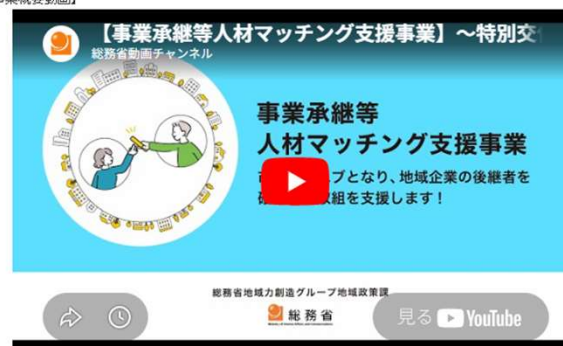 【事業承継等人材マッチング支援事業】～特別交
総務省動画チャンネル
事業承継等
人材マッチング支援事業
プとなり、地域企業の後継者を
組を支援します！
総務省地域力創造グループ地域政策課
総務省
見る YouTube